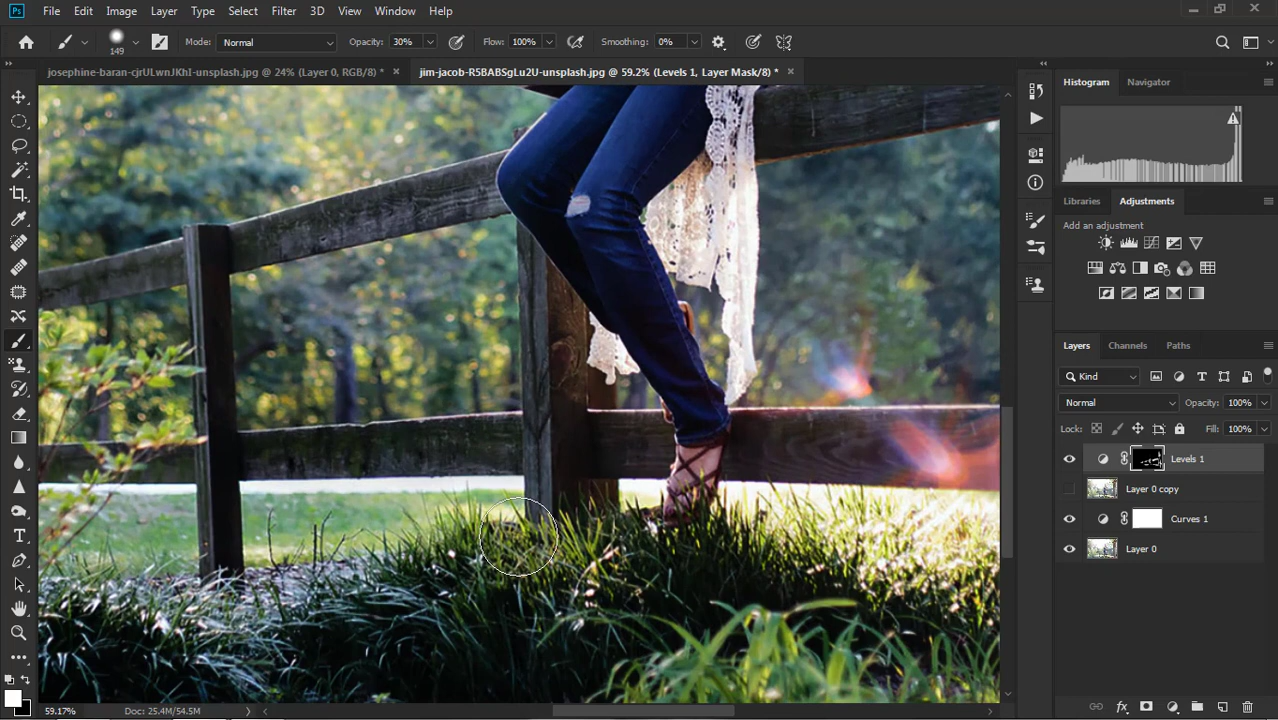 Ps File Edit Image Layer Type Select Filter 3D View Window Help
149 Mode: Normal Opacity: 30% Flow: 100% Smoothing: 0%
josephine-baran-cjrULwnJKhI-unsplash.jpg @ 24% (Layer 0, RGB/8) * jim-jacob-R5BABSgLu2U-unsplash.jpg @ 59.2% (Levels 1, Layer Mask/8) *
Histogram Navigator
Libraries Adjustments
Add an adjustment
Layers Channels Paths
Kind
Normal Opacity: 100%
Lock: Fill: 100%
Levels 1
Layer 0 copy
Curves 1
Layer 0
59.17% Doc: 25.4M/54.5M